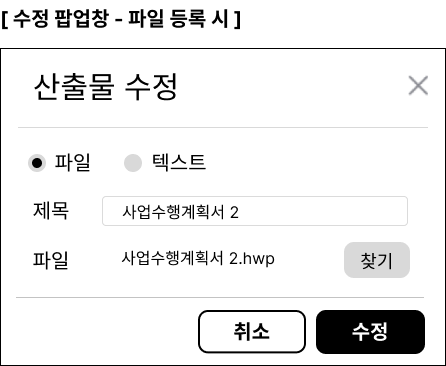 [ 수정 팝업창 - 파일 등록 시 ]
산출물 수정
파일 텍스트
제목 사업수행계획서 2
파일 사업수행계획서 2.hwp 찾기
취소 수정